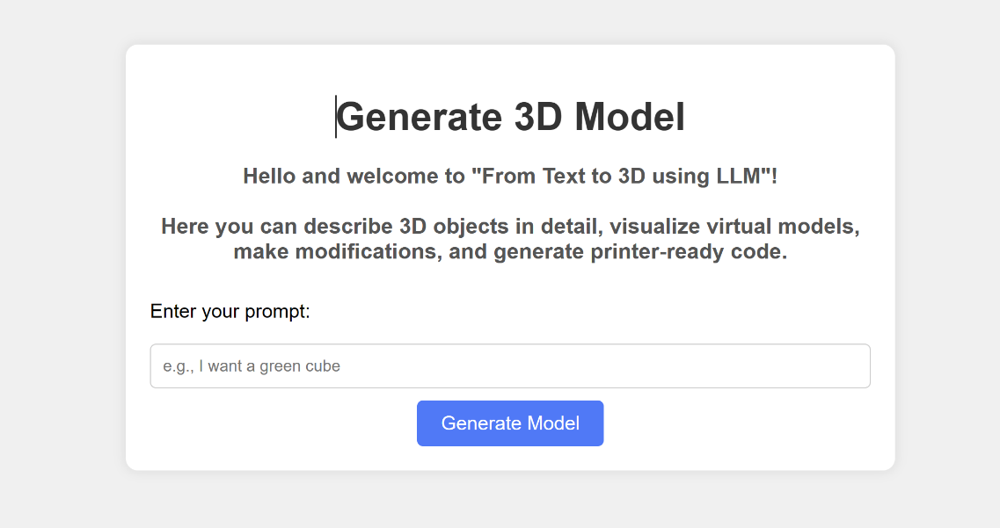 Generate 3D Model
Hello and welcome to "From Text to 3D using LLM"!
Here you can describe 3D objects in detail, visualize virtual models,
make modifications, and generate printer-ready code.
Enter your prompt:
e.g., I want a green cube
Generate Model